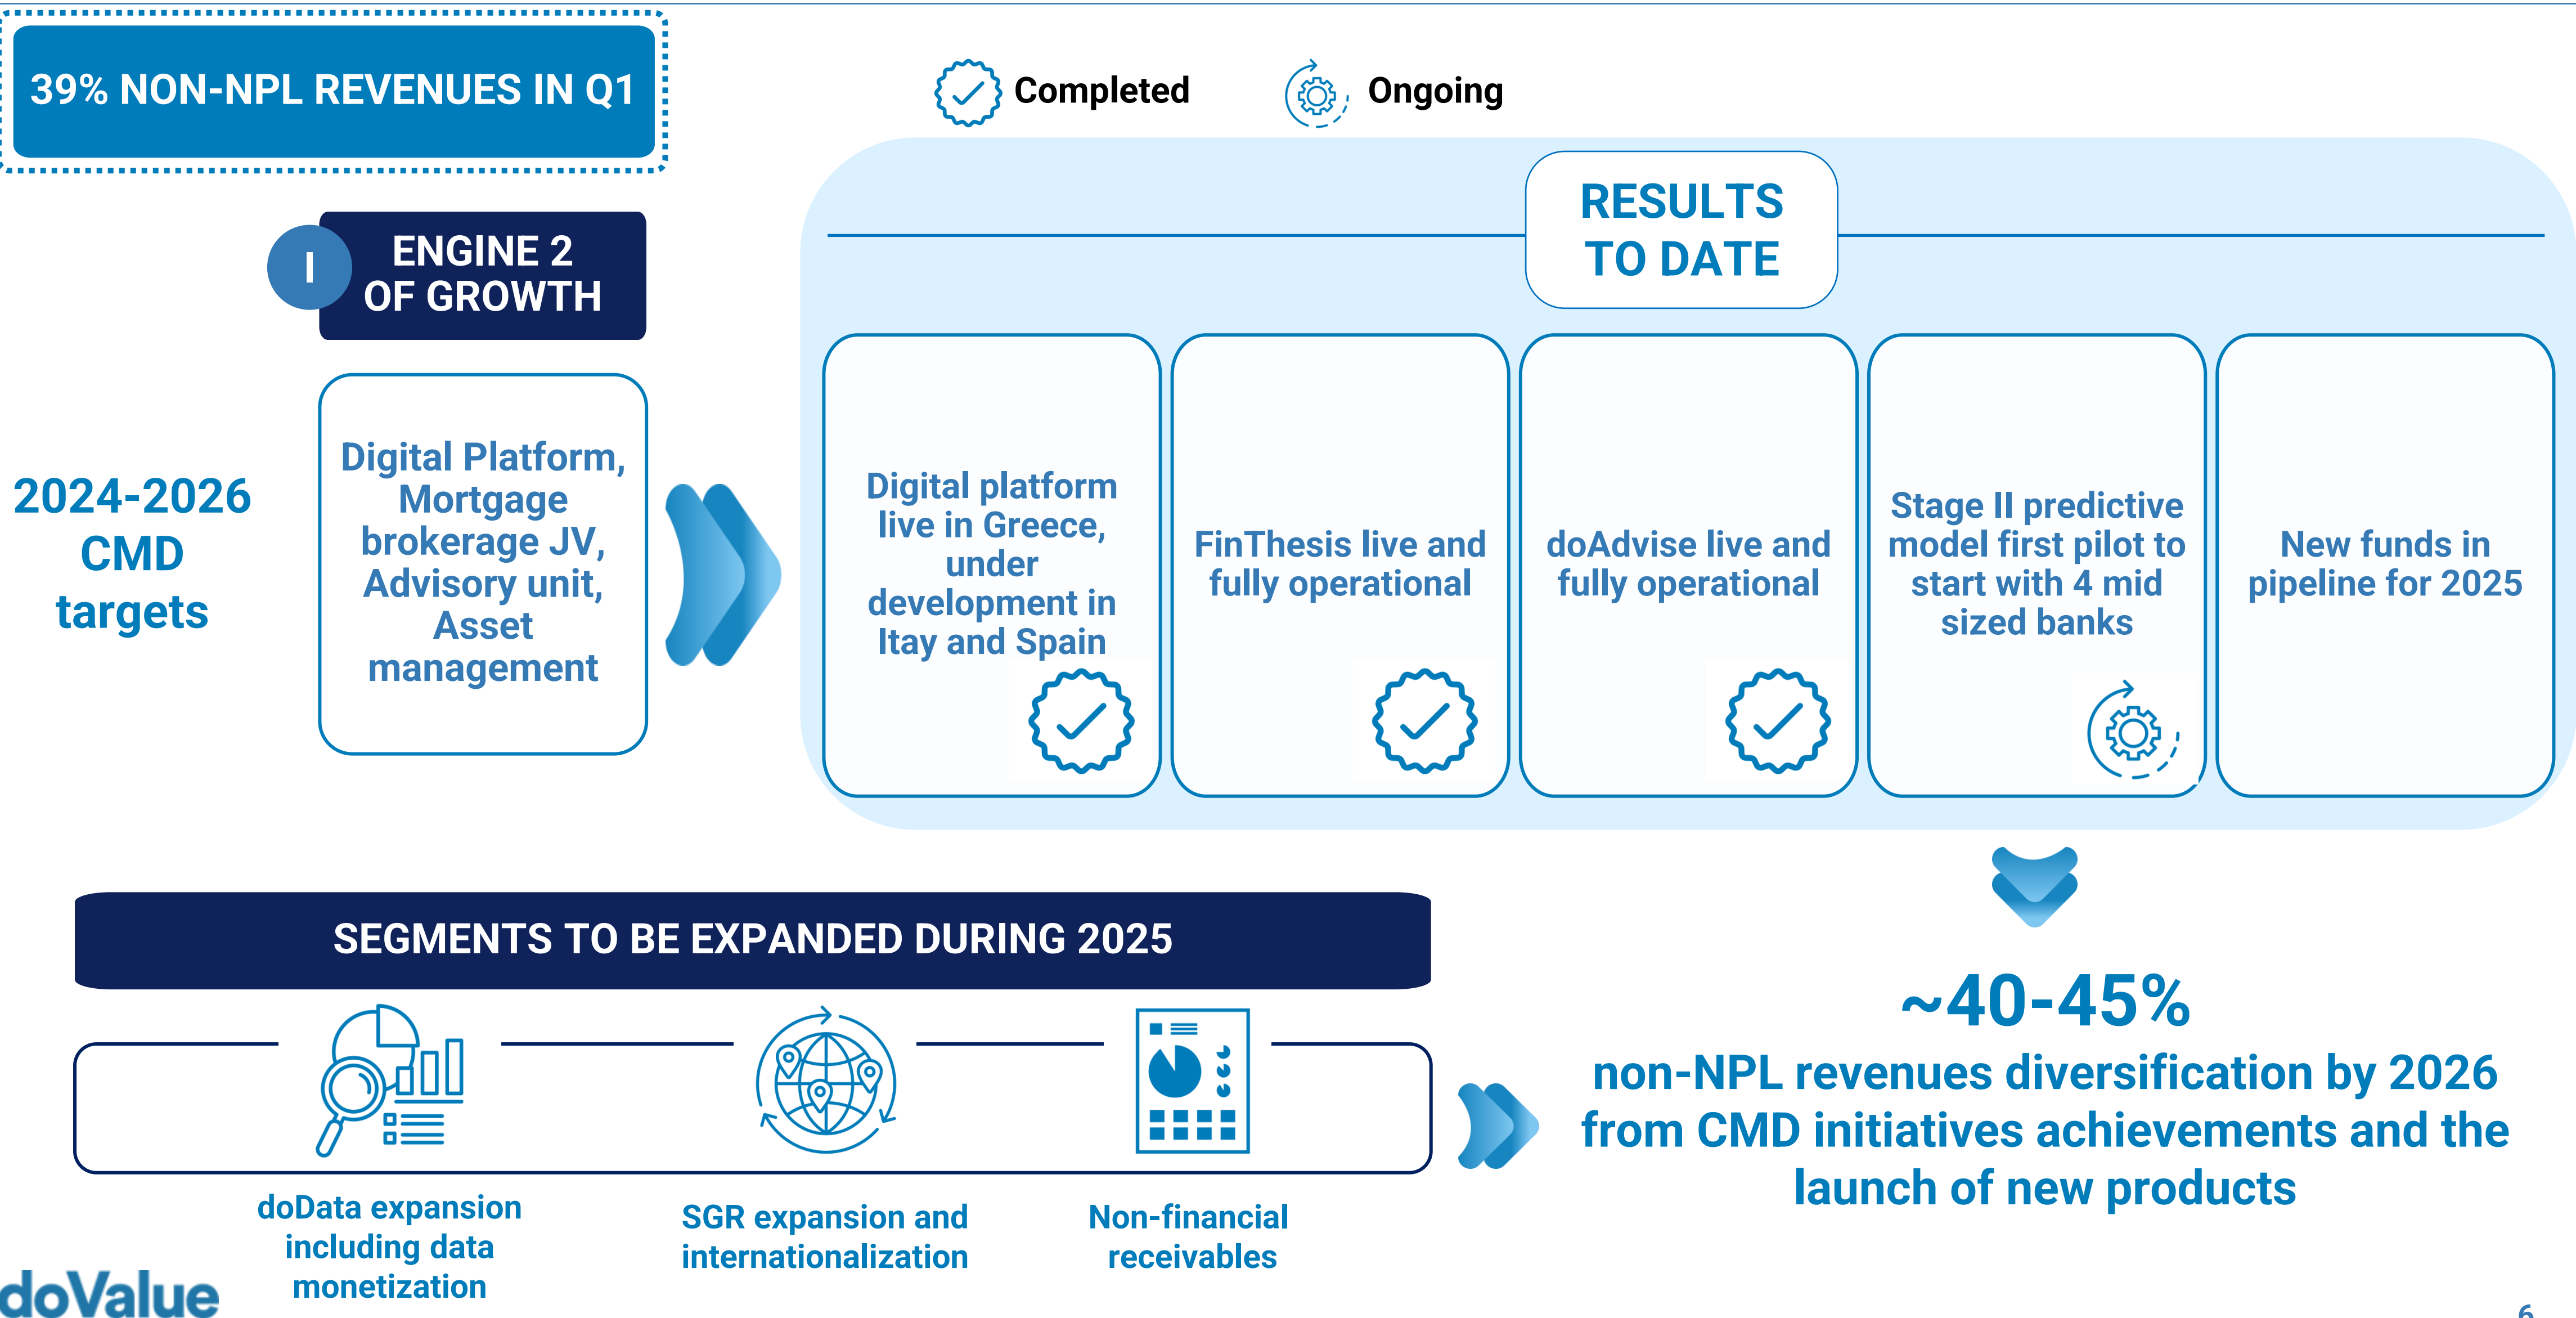 39% NON-NPL REVENUES IN Q1
Completed
Ongoing
RESULTS
TO DATE
I
ENGINE 2
OF GROWTH
2024-2026
CMD
targets
Digital Platform,
Mortgage
brokerage JV,
Advisory unit,
Asset
management
Digital platform
live in Greece,
under
development in
Itay and Spain
FinThesis live and
fully operational
doAdvise live and
fully operational
Stage II predictive
model first pilot to
start with 4 mid
sized banks
New funds in
pipeline for 2025
SEGMENTS TO BE EXPANDED DURING 2025
doData expansion
including data
monetization
SGR expansion and
internationalization
Non-financial
receivables
~40-45%
non-NPL revenues diversification by 2026
from CMD initiatives achievements and the
launch of new products
doValue
6